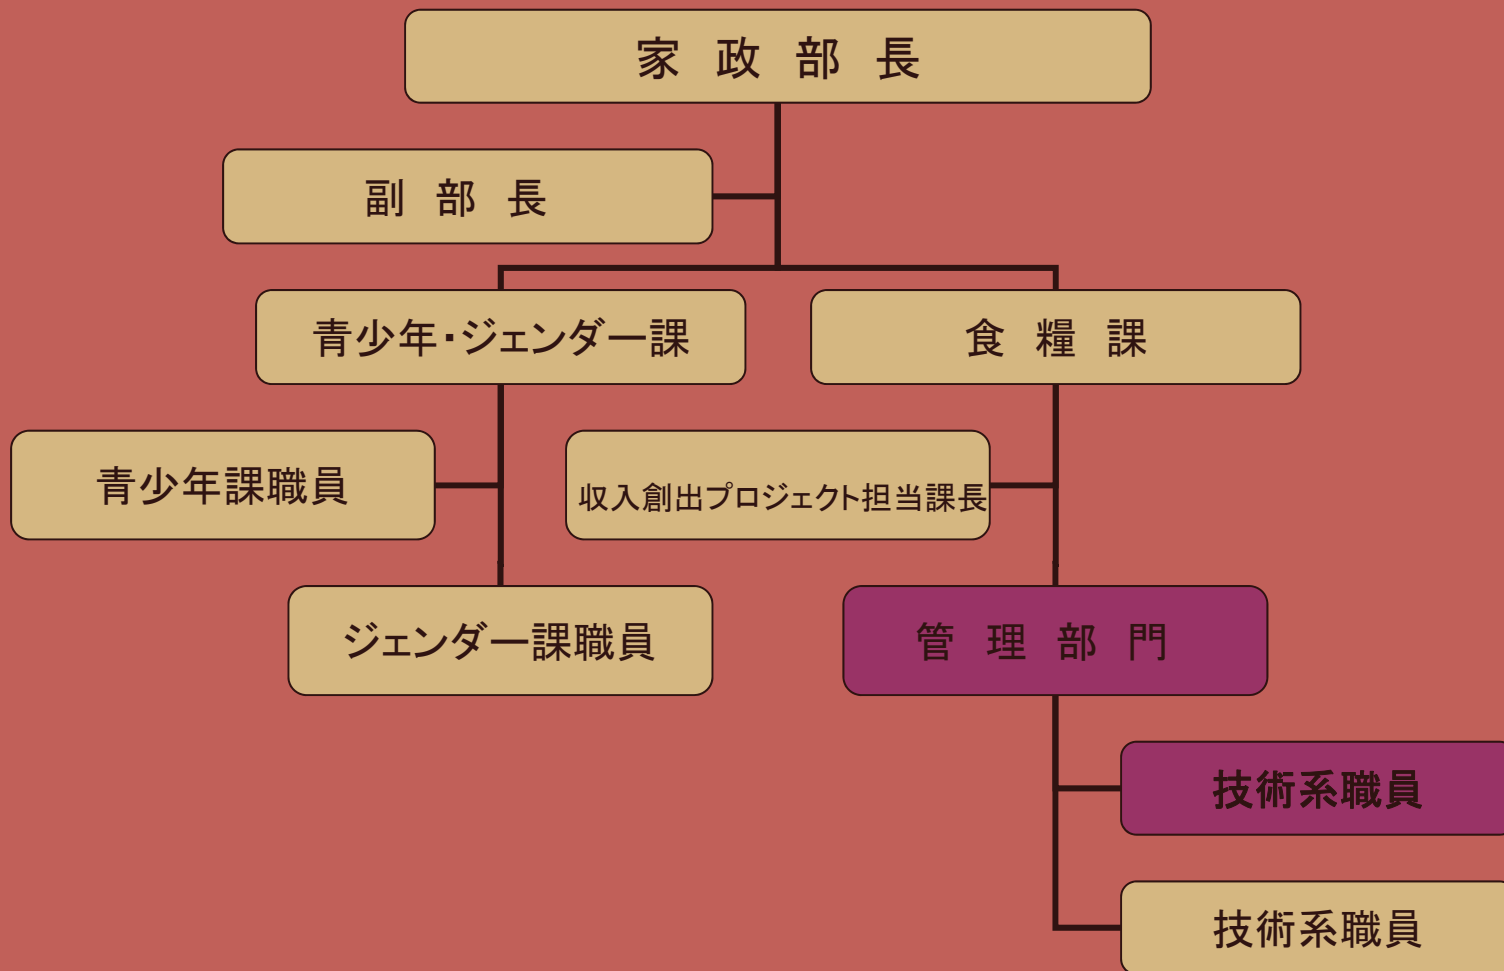 家 政 部 長
副 部 長
青少年・ジェンダー課
食 糧 課
青少年課職員
収入創出プロジェクト担当課長
ジェンダー課職員
管 理 部 門
技術系職員
技術系職員